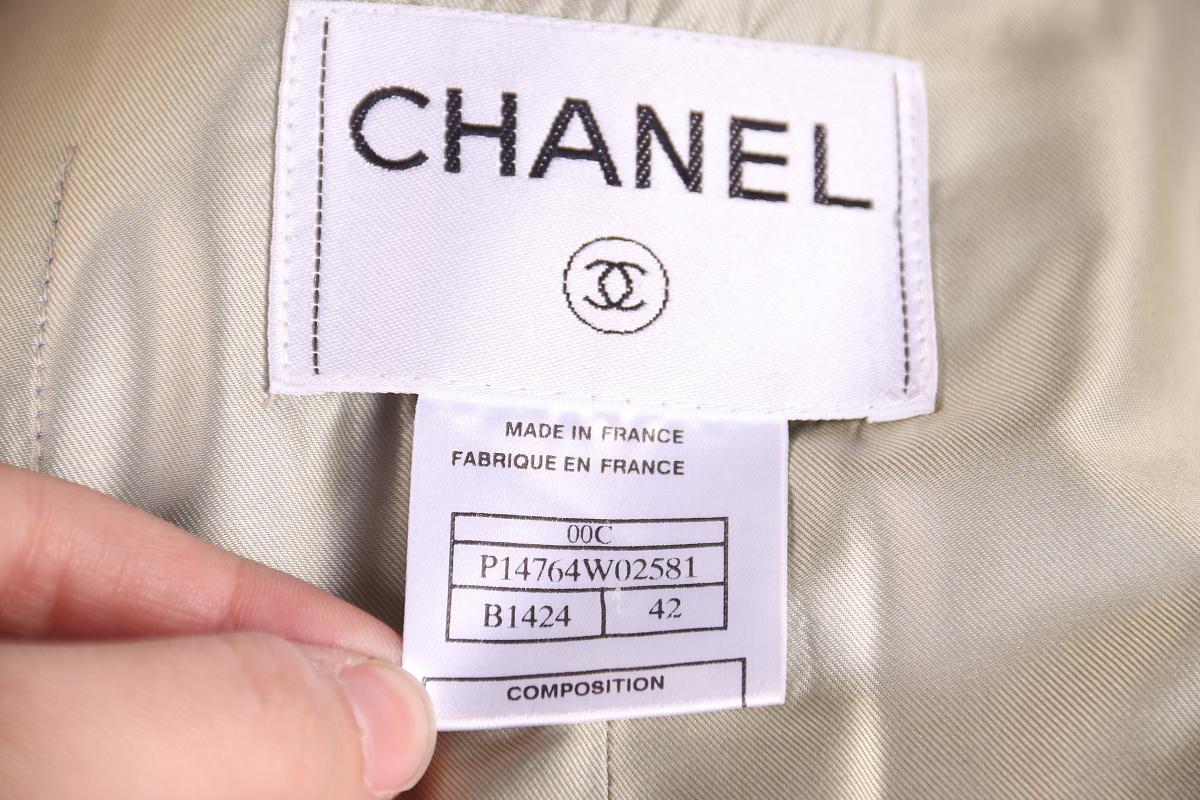 CHANEL
MADE IN FRANCE
FABRIQUE EN FRANCE
00C
P14764W02581
B1424 42
COMPOSITION